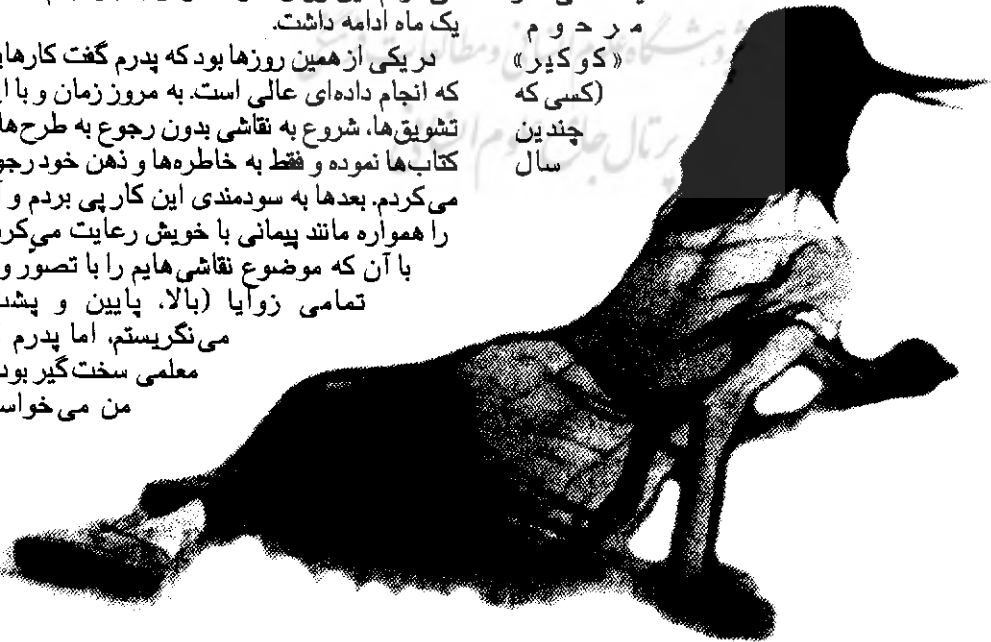 مرحوم
«کوکیر»
(کسی که
چندین
سال
یک ماه ادامه داشت.
در یکی از همین روزها بود که پدرم گفت کارهای
که انجام داده‌ای عالی است. به مرور زمان و با
تشویق‌ها، شروع به نقاشی بدون رجوع به طرح‌ها
کتاب‌ها نموده و فقط به خاطره‌ها و ذهن خود رجو
می‌کردم. بعدها به سودمندی این کار پی بردم و
را همواره مانند پیمانی با خویش رعایت می‌کر
با آن که موضوع نقاشی‌هایم را با تصور و
تمامی زوایا (بالا، پایین و پشت
می‌نگریستم، اما پدرم
معلمی سخت‌گیر بود
من می‌خواس